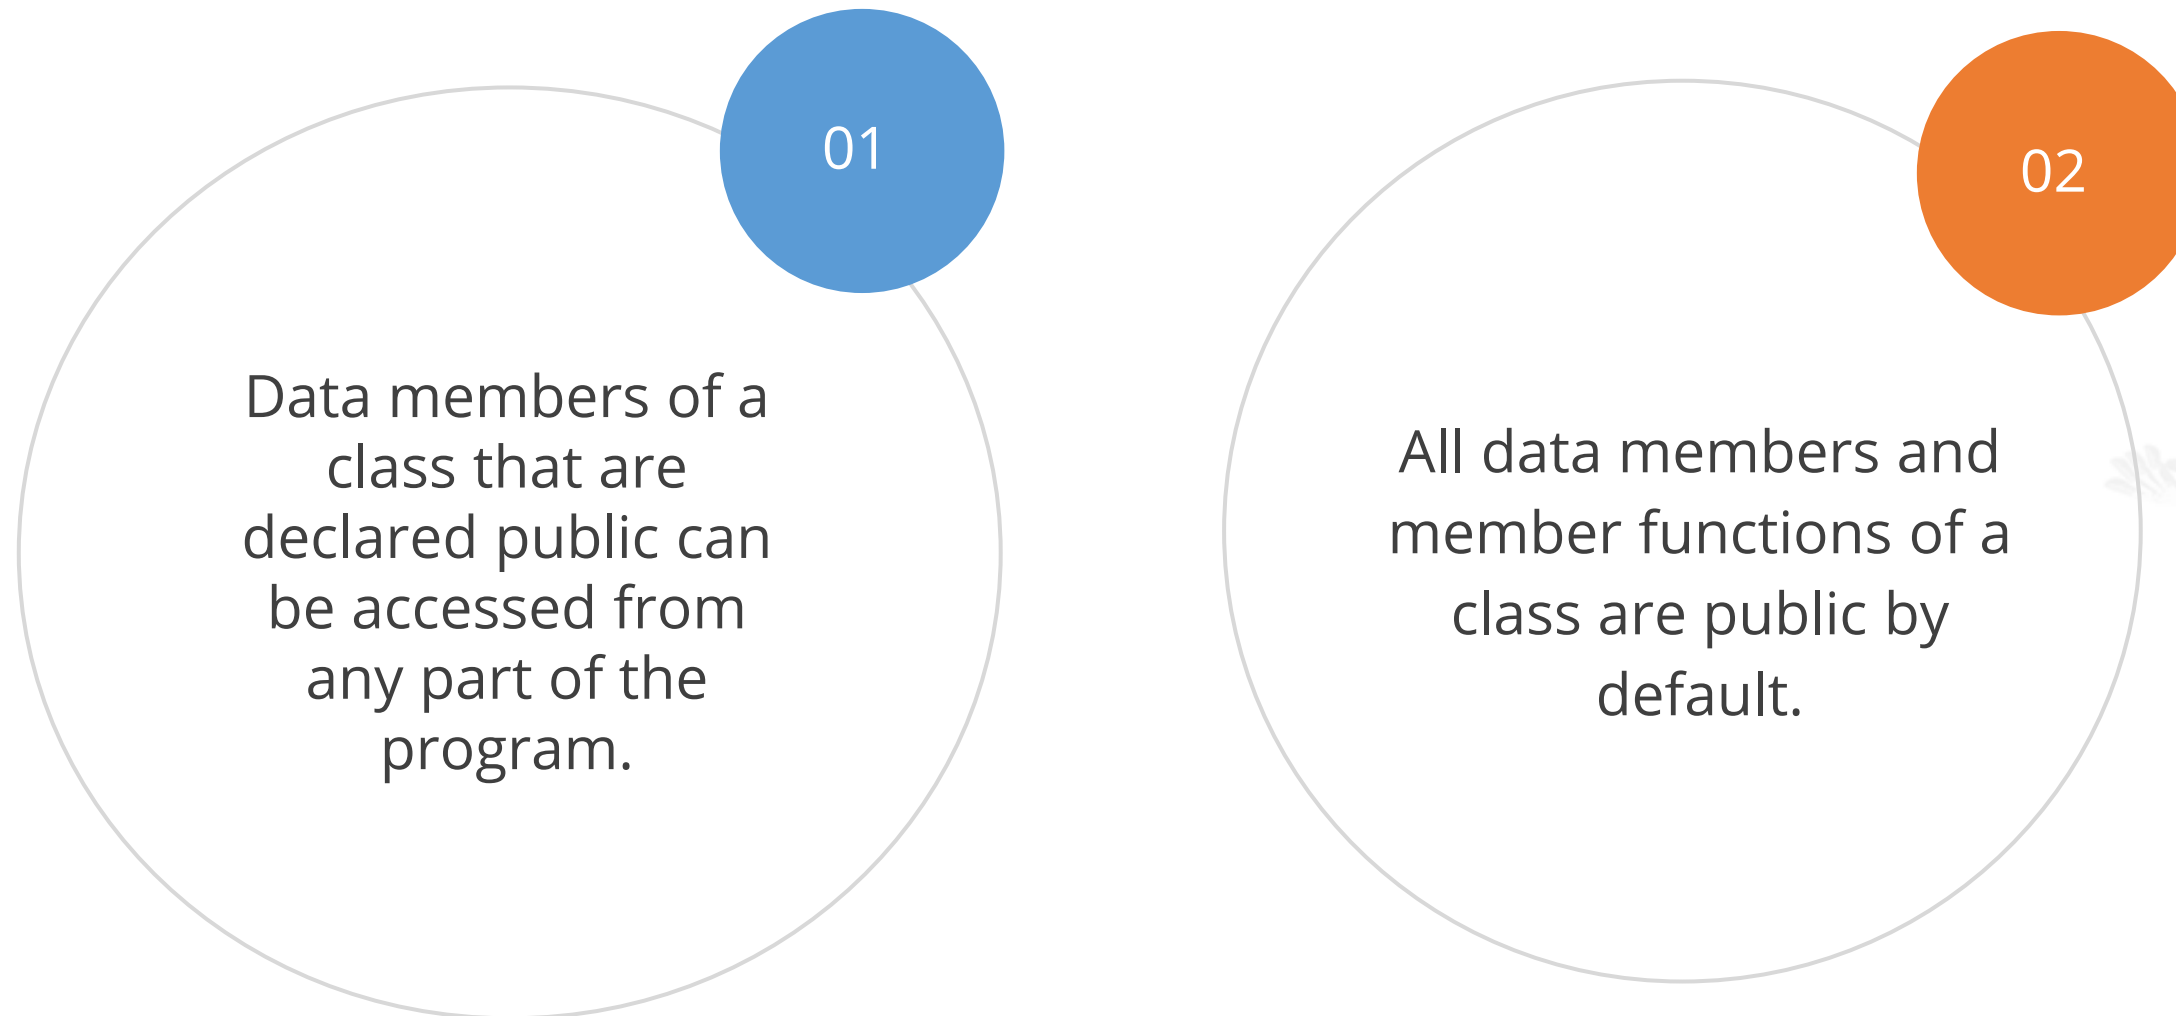 01
Data members of a
class that are
declared public can
be accessed from
any part of the
program.
02
All data members and
member functions of a
class are public by
default.